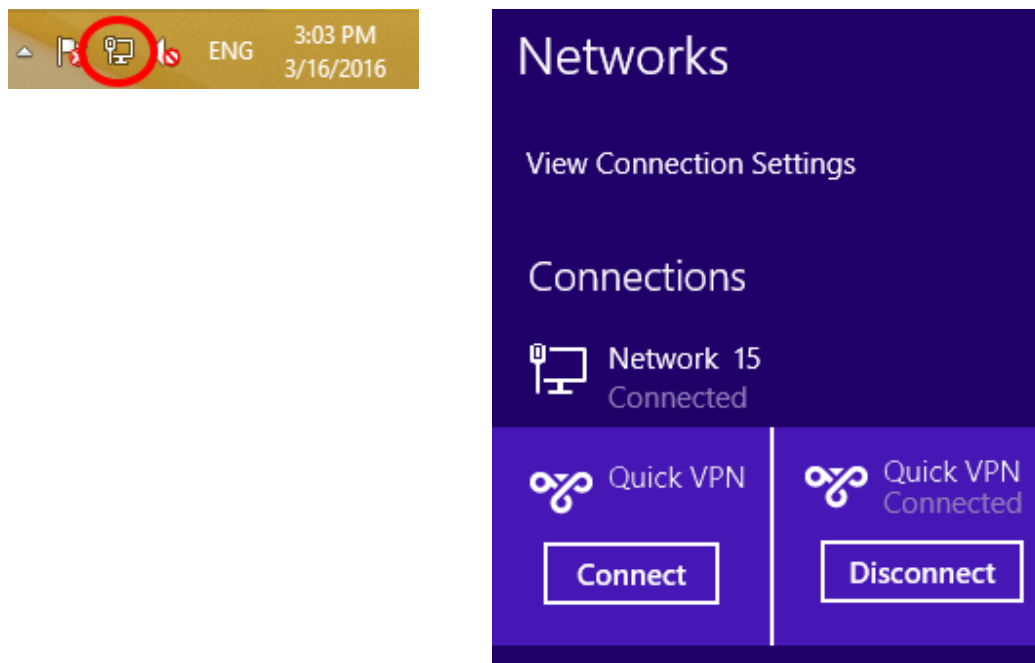 ENG
3:03 PM
3/16/2016
Networks
View Connection Settings
Connections
Network 15
Connected
Quick VPN
Connect
Quick VPN
Connected
Disconnect